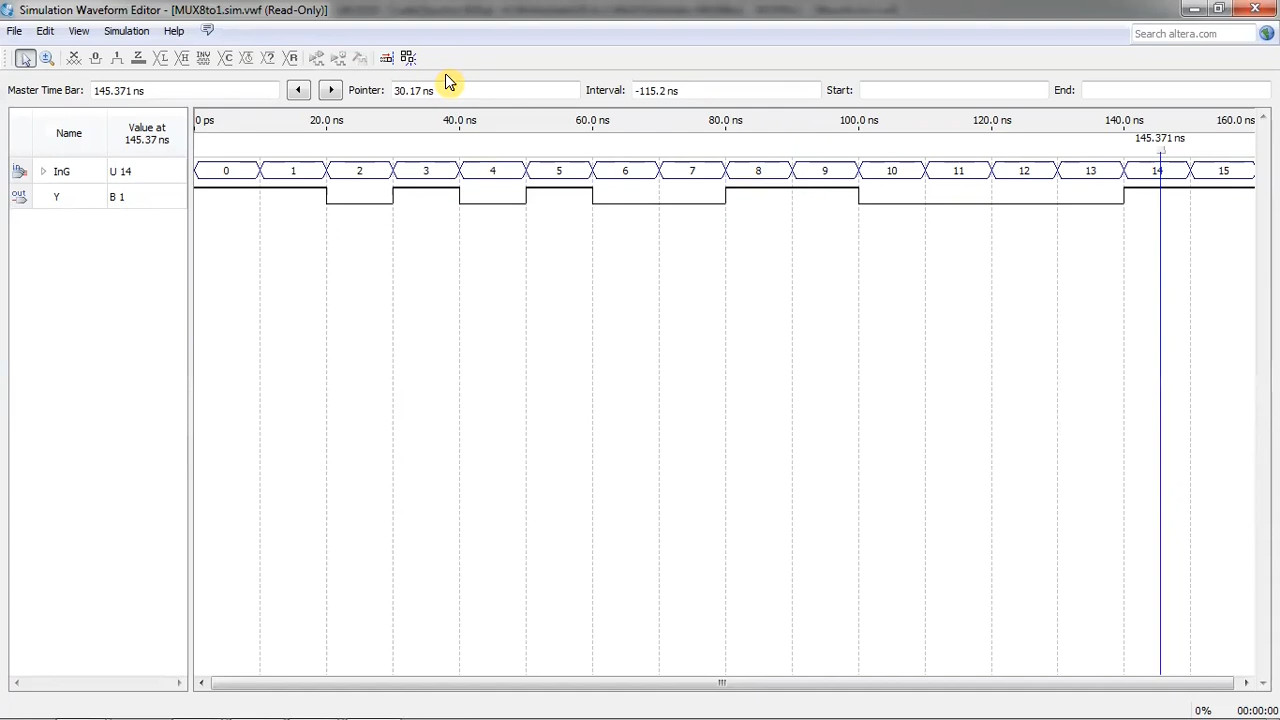 Simulation Waveform Editor - [MUX8to1.sim.vwf (Read-Only)]
File Edit View Simulation Help
Search altera.com
Master Time Bar: 145.371 ns Pointer: 30.17 ns Interval: -115.2 ns Start: End:
Name Value at 145.37 ns
0 ps 20.0 ns 40.0 ns 60.0 ns 80.0 ns 100.0 ns 120.0 ns 140.0 ns 160.0 ns
145.371 ns
InG U 14 0 1 2 3 4 5 6 7 8 9 10 11 12 13 14 15
Y B 1
0% 00:00:00